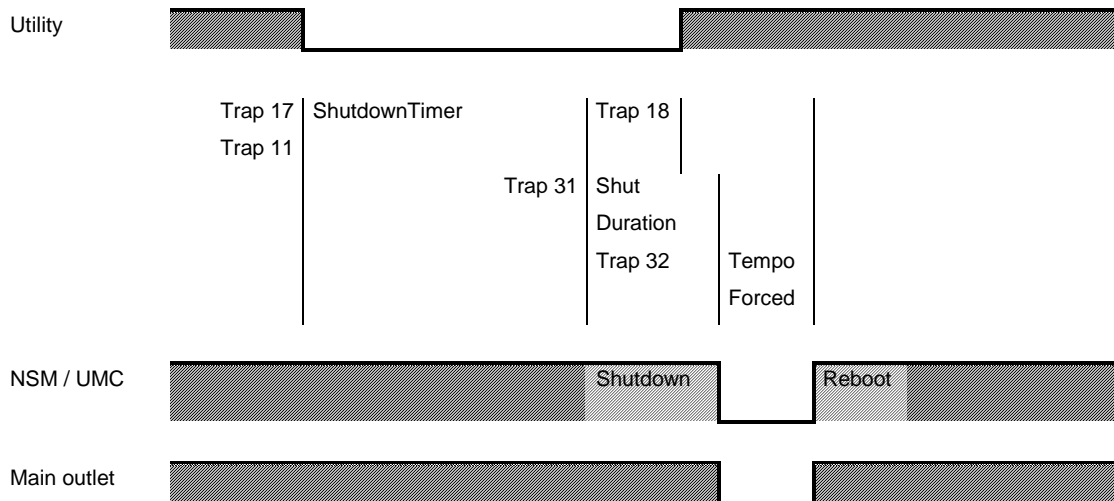 Utility
Trap 17 ShutdownTimer Trap 18
Trap 11
Trap 31 Shut
Duration
Trap 32 Tempo
Forced
NSM / UMC Shutdown Reboot
Main outlet